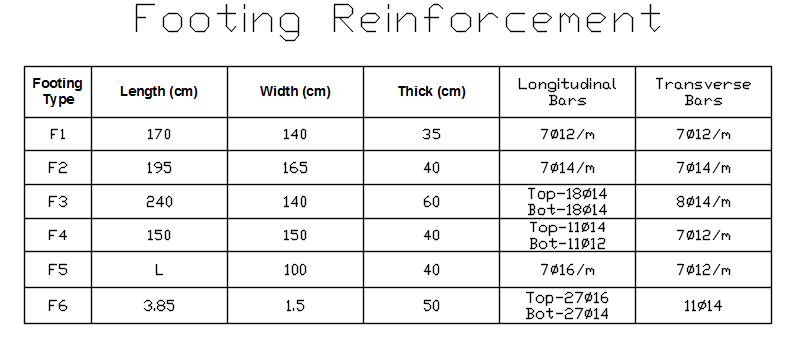 Footing Reinforcement
Footing Type Length (cm) Width (cm) Thick (cm) Longitudinal Bars Transverse Bars
F1 170 140 35 7Ø12/m 7Ø12/m
F2 195 165 40 7Ø14/m 7Ø14/m
F3 240 140 60 Top-18Ø14 Bot-18Ø14 8Ø14/m
F4 150 150 40 Top-11Ø14 Bot-11Ø12 7Ø12/m
F5 L 100 40 7Ø16/m 7Ø12/m
F6 3.85 1.5 50 Top-27Ø16 Bot-27Ø14 11Ø14